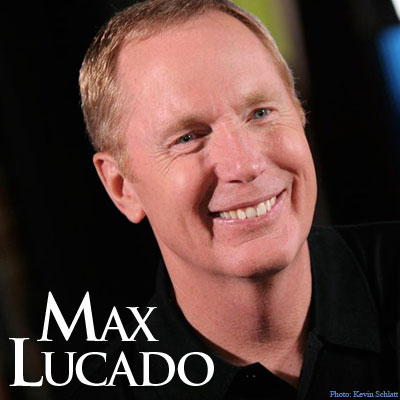 MAX
LUCADO
Photo: Kevin Schlatt